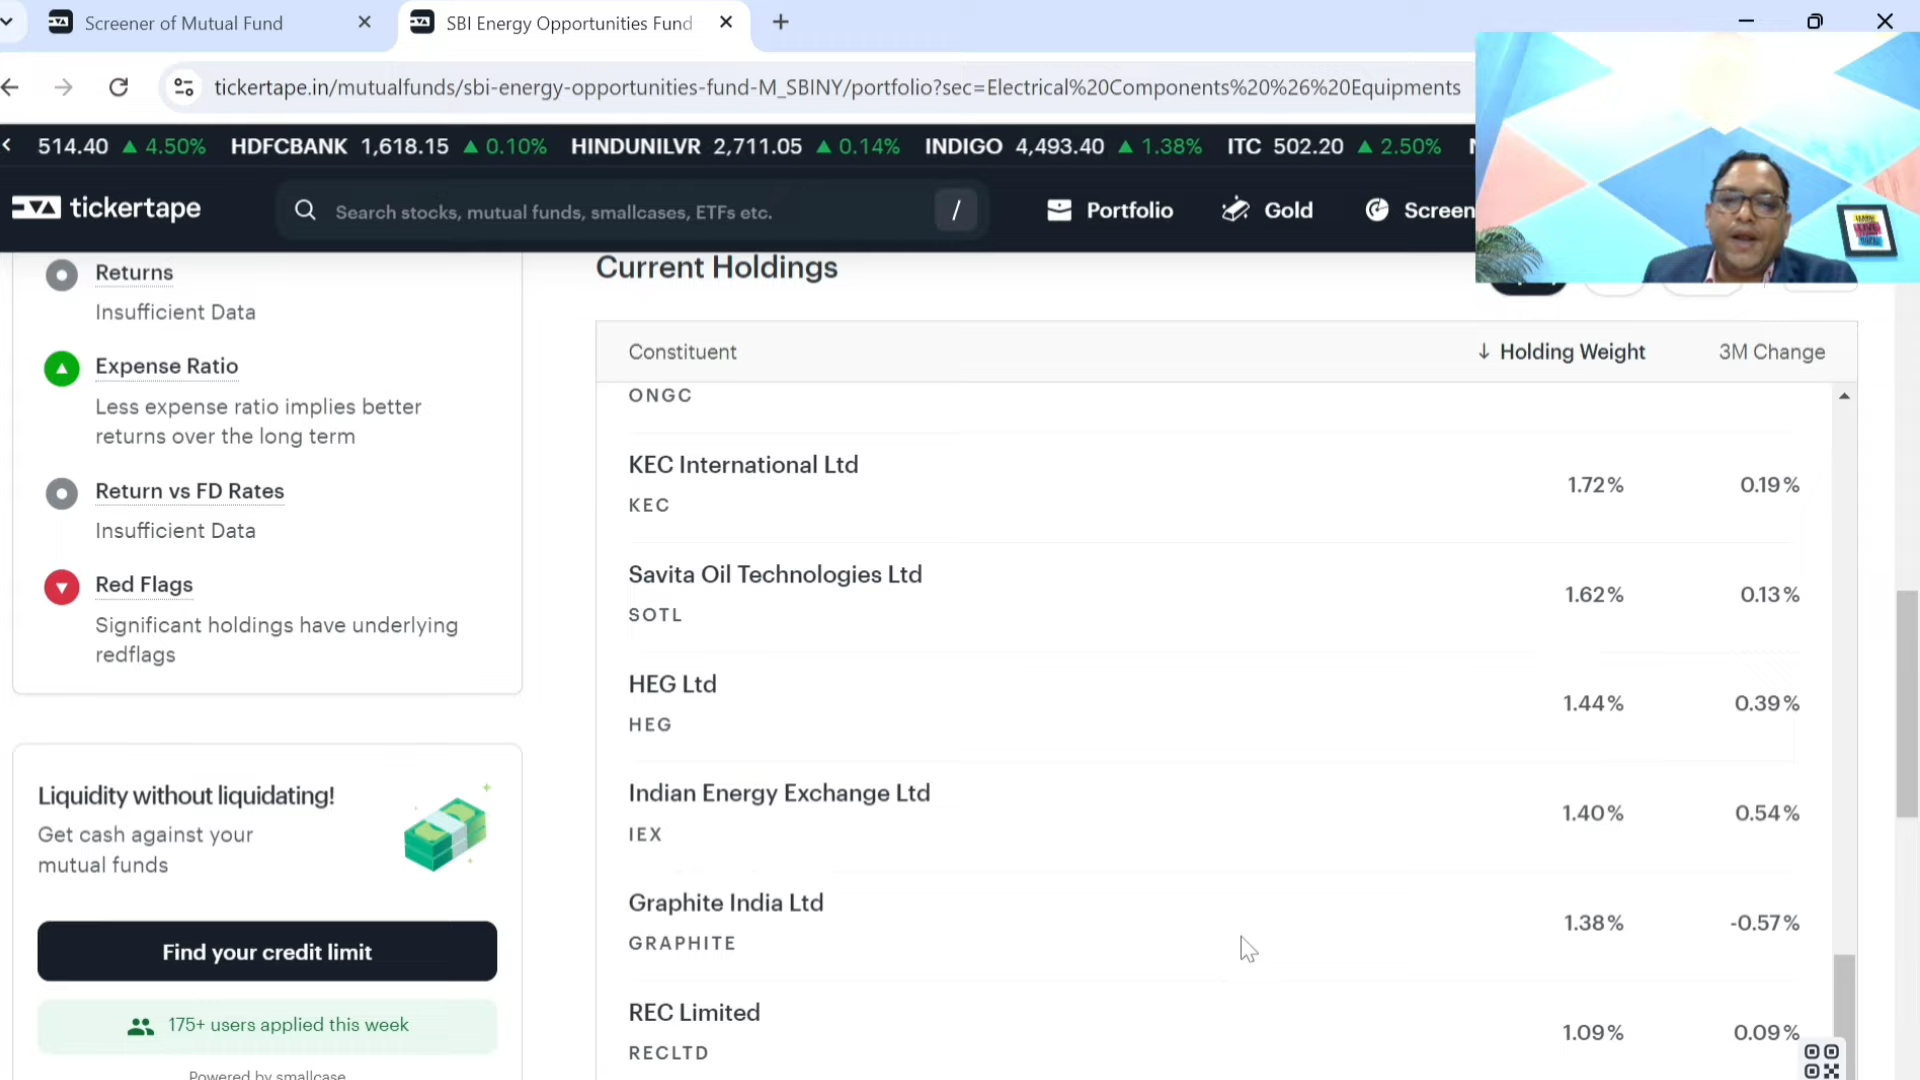 Screener of Mutual Fund
SBI Energy Opportunities Fund
tickertape.in/mutualfunds/sbi-energy-opportunities-fund-M_SBINY/portfolio?sec=Electrical%20Components%20%26%20Equipments
514.40 ▲ 4.50% HDFCBANK 1,618.15 ▲ 0.10% HINDUNILVR 2,711.05 ▲ 0.14% INDIGO 4,493.40 ▲ 1.38% ITC 502.20 ▲ 2.50%
tickertape
Search stocks, mutual funds, smallcases, ETFs etc.
/
Portfolio
Gold
Screen
Returns
Insufficient Data
Expense Ratio
Less expense ratio implies better
returns over the long term
Return vs FD Rates
Insufficient Data
Red Flags
Significant holdings have underlying
redflags
Liquidity without liquidating!
Get cash against your
mutual funds
Find your credit limit
175+ users applied this week
Powered by smallcase
Current Holdings
Constituent ↓ Holding Weight 3M Change
ONGC
KEC International Ltd
KEC
1.72% 0.19%
Savita Oil Technologies Ltd
SOTL
1.62% 0.13%
HEG Ltd
HEG
1.44% 0.39%
Indian Energy Exchange Ltd
IEX
1.40% 0.54%
Graphite India Ltd
GRAPHITE
1.38% -0.57%
REC Limited
RECLTD
1.09% 0.09%